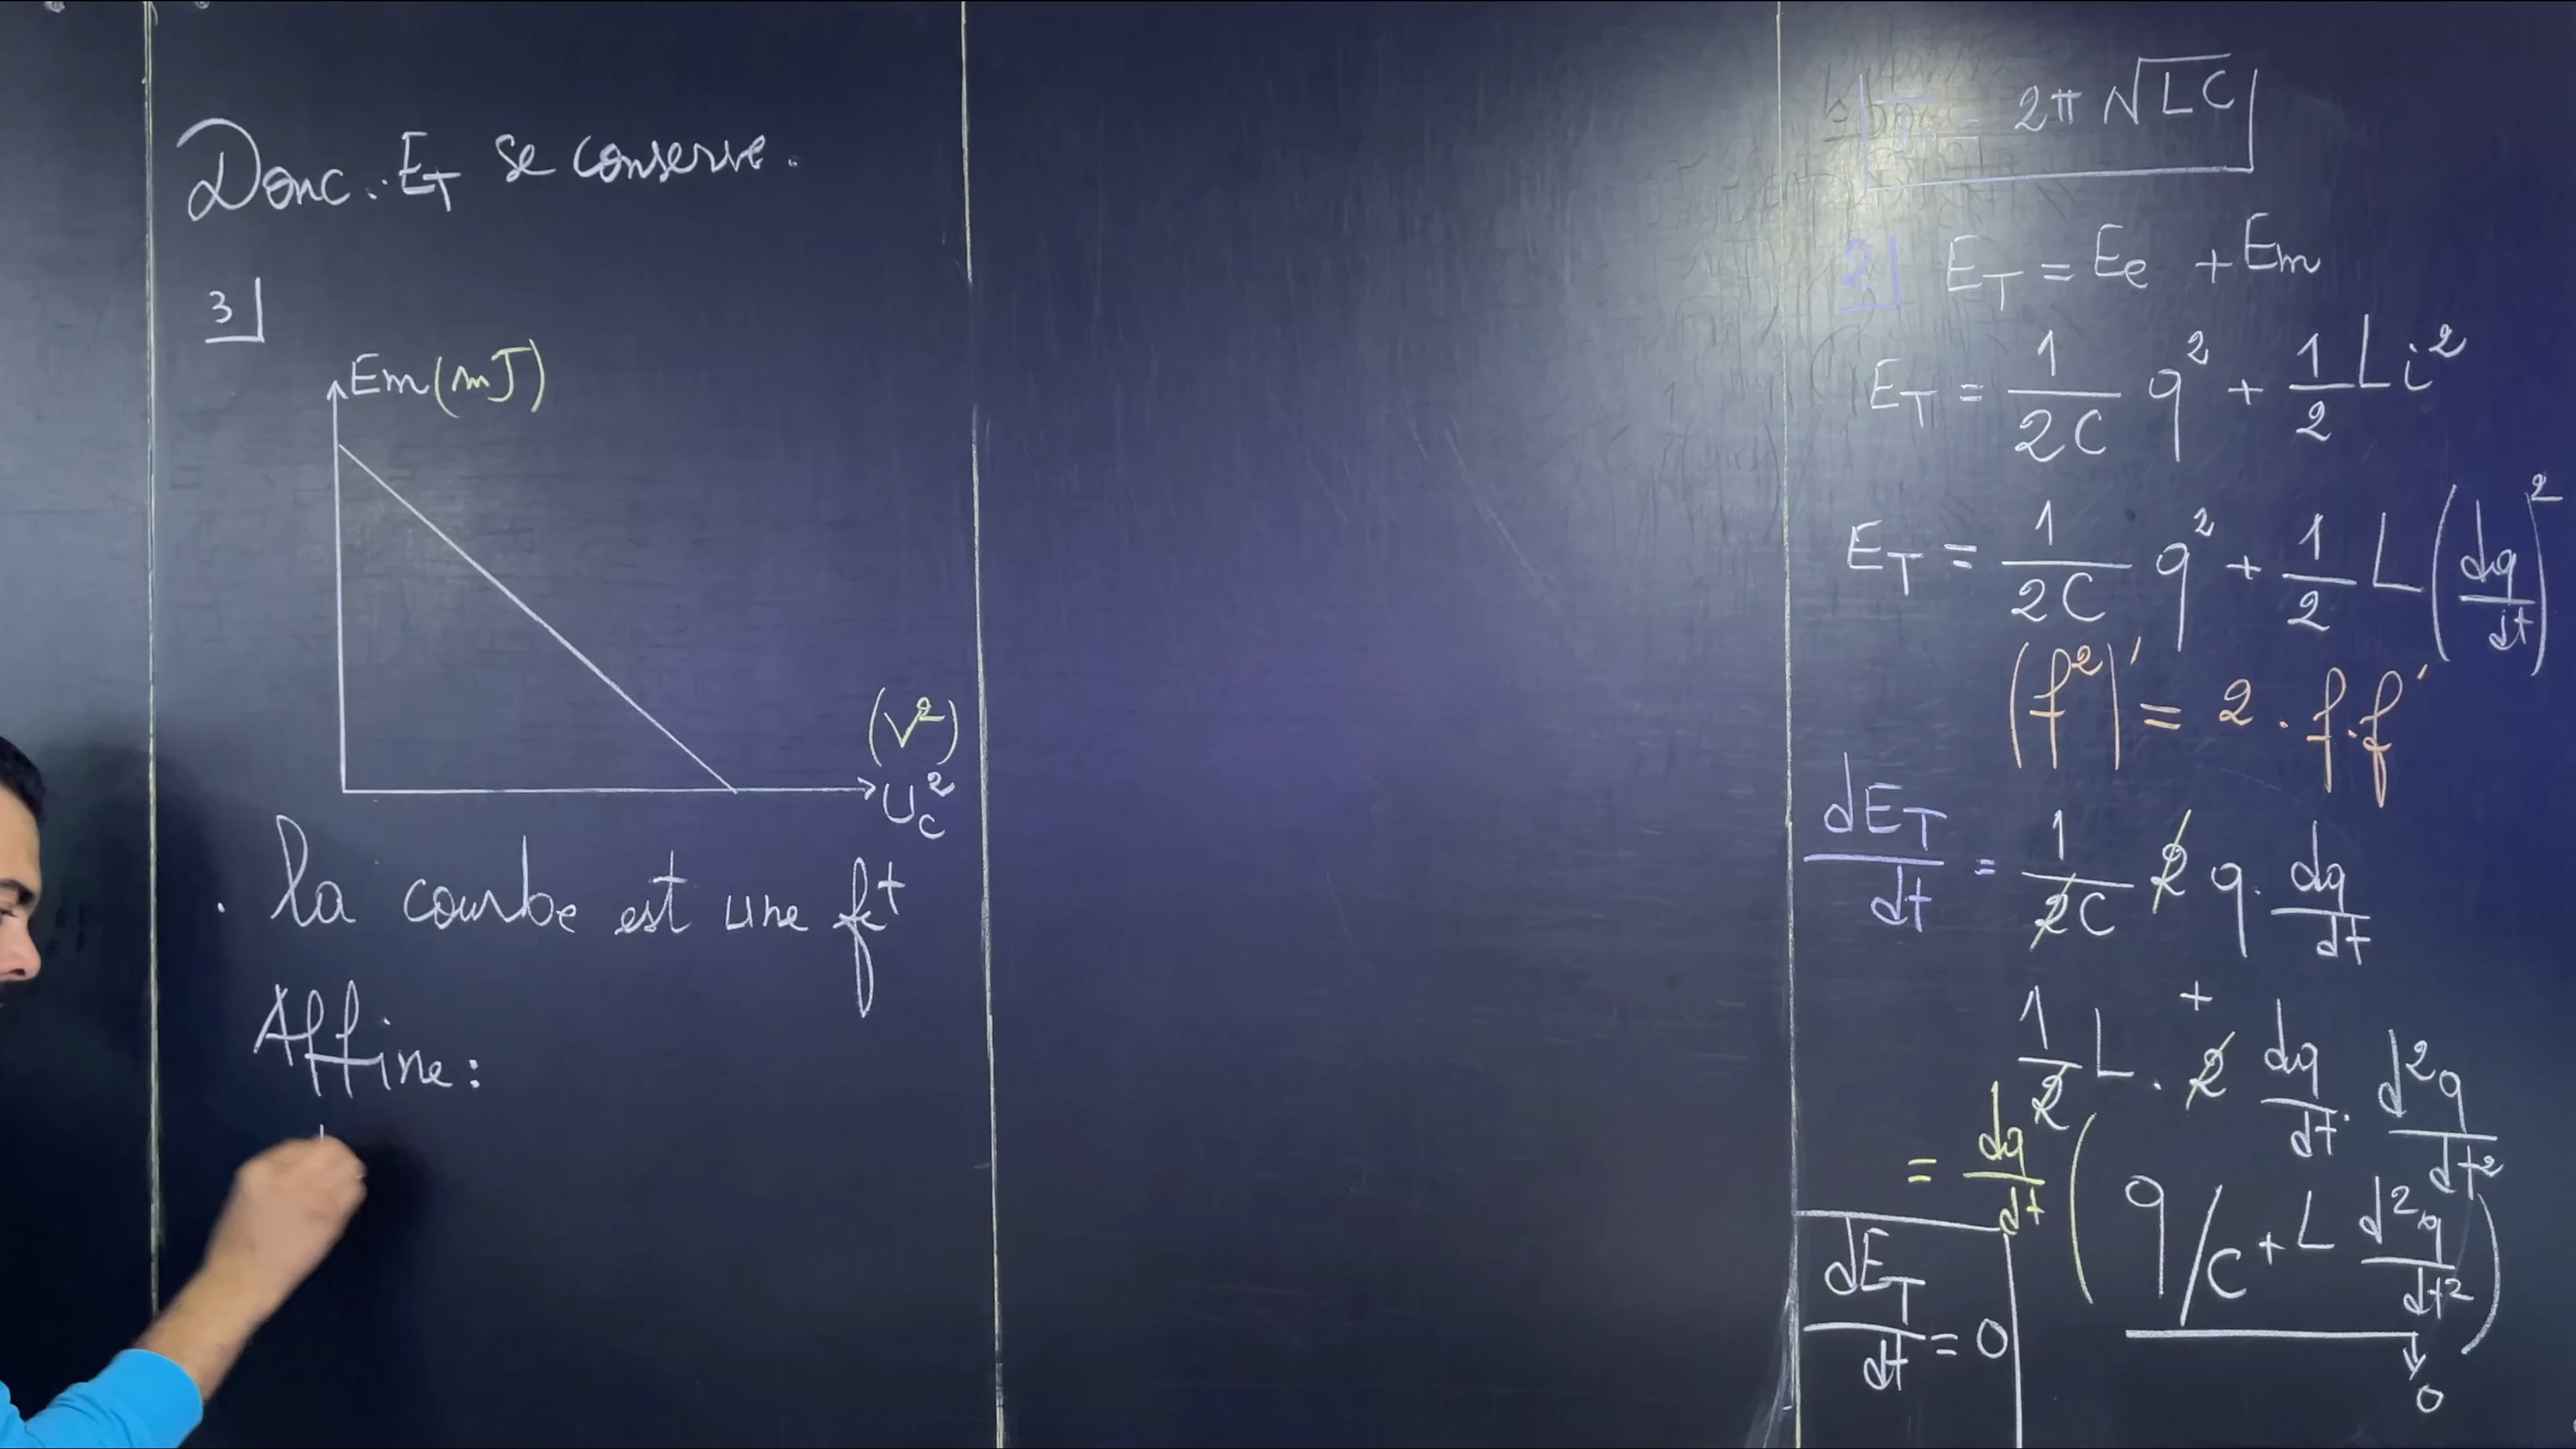 Donc : ET se conserve.
3
Em (mJ)
(V²)
Uc²
. la courbe est une fct
Affine :
T₀ = 2π √LC
2 ET = Ee + Em
ET = 1/2C q² + 1/2 L i²
ET = 1/2C q² + 1/2 L (dq/dt)²
(f²)' = 2 . f . f'
dET/dt = 1/2C 2 q . dq/dt
+
1/2 L . 2 dq/dt . d²q/dt²
= dq/dt ( q/C + L d²q/dt² )
dET/dt = 0
0